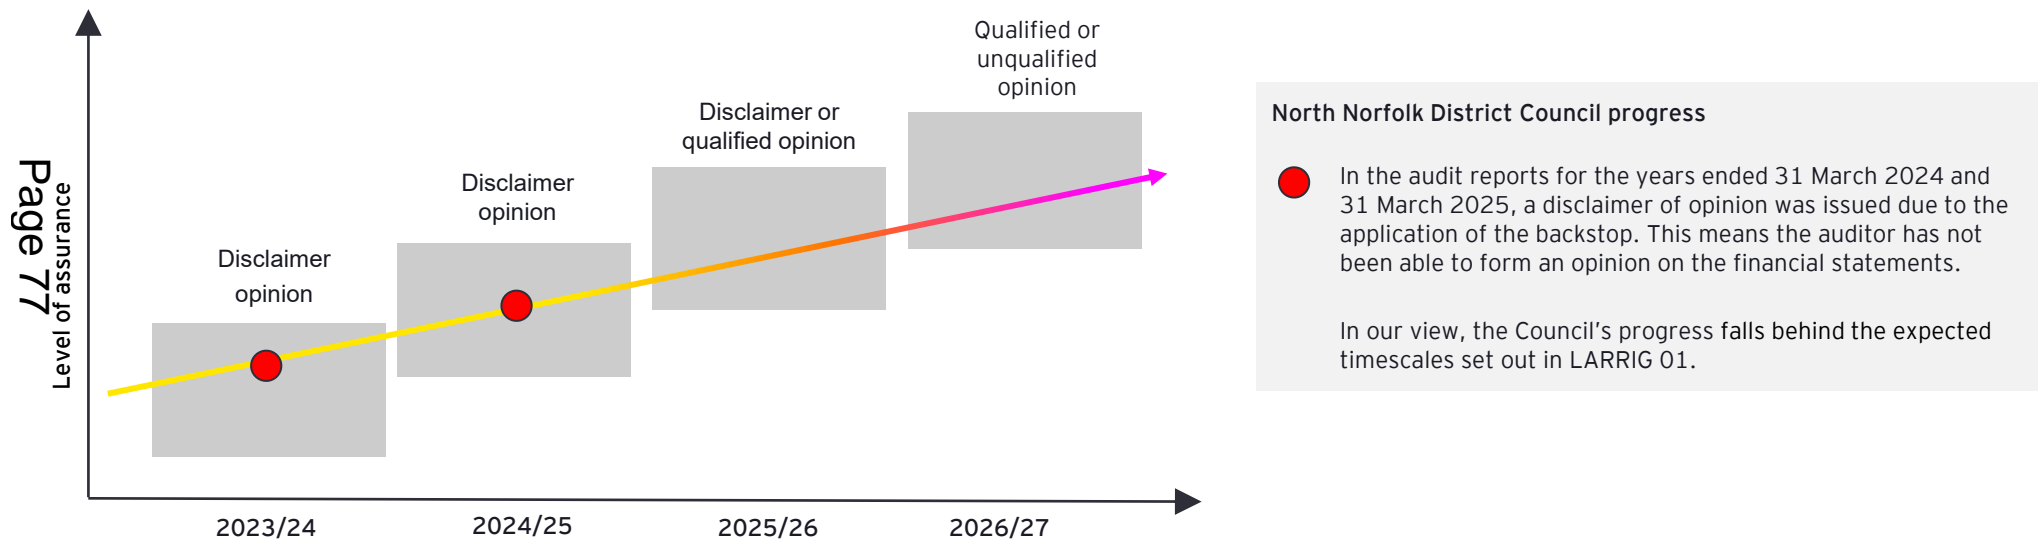 Page 77
Level of assurance
Disclaimer
opinion
Disclaimer
opinion
Disclaimer or
qualified opinion
Qualified or
unqualified
opinion
2023/24
2024/25
2025/26
2026/27
North Norfolk District Council progress
In the audit reports for the years ended 31 March 2024 and
31 March 2025, a disclaimer of opinion was issued due to the
application of the backstop. This means the auditor has not
been able to form an opinion on the financial statements.
In our view, the Council's progress falls behind the expected
timescales set out in LARRIG 01.